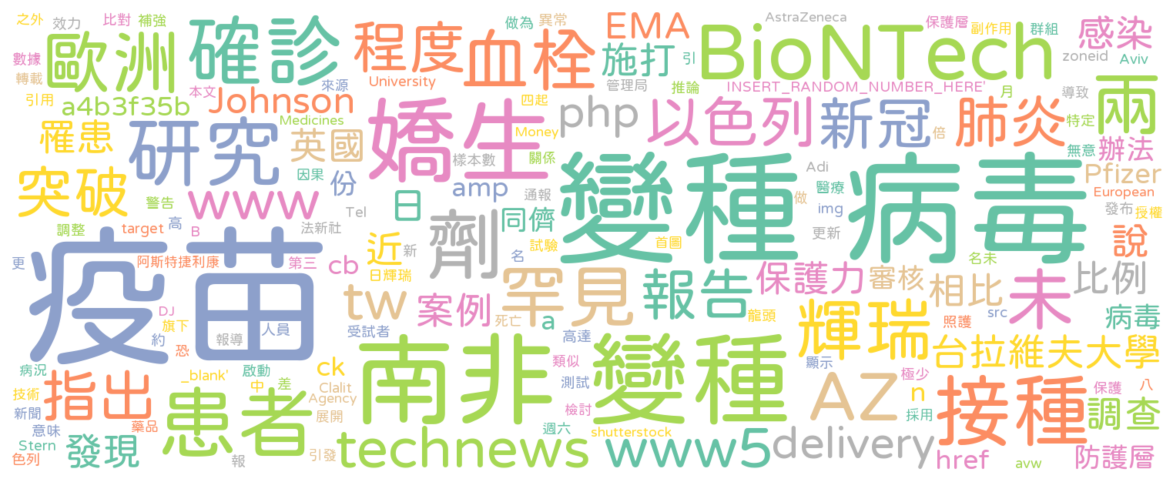 之外 比對 補強 做為 異常 EMA AstraZeneca 保護層 副作用 群組 感染
數據 歐洲 確診 程度 血栓 施打 引 BioNTech zoneid Aviv
轉載 本文 來源 University 管理局 推論 INSERT_RANDOM_NUMBER_HERE' 月 導致
引用 a4b3f35b Johnson 四起 php 以色列 新冠 倍 肺炎 特定 兩
罹患 研究 Medicines 英國 嬌生 Money 關係 無意 辦法
突破 因果 份 樣本數 變種 病毒 Adi 醫療 Pfizer
警告 www Tel amp 通報 做 European
調整 target 高 B 法新社 日 劑 同儕 img 發布 授權
疫苗 近 新 試驗 首圖 更新 說
更 阿斯特捷利康 第三 cb 日輝瑞 名 罕見 報告 保護力 審核 名未 未 比例
DJ tw 案例 a 相比 src 病毒
旗下 人員 死亡 龍頭 輝瑞 照護
約 報導 受試者 高達
恐 南非 變種 顯示 台拉維夫大學
病況 _blank' 啟動 ck 類似 極少
指出 患者 中 差 Clalit 測試 AZ n 接種 保護 八
技術 Agency 採用 調查
新聞 藥品 展開 檢討
意味 週六 shutterstock
Stern 發現 technews www5 delivery href 防護層
色列 報 引發 avw